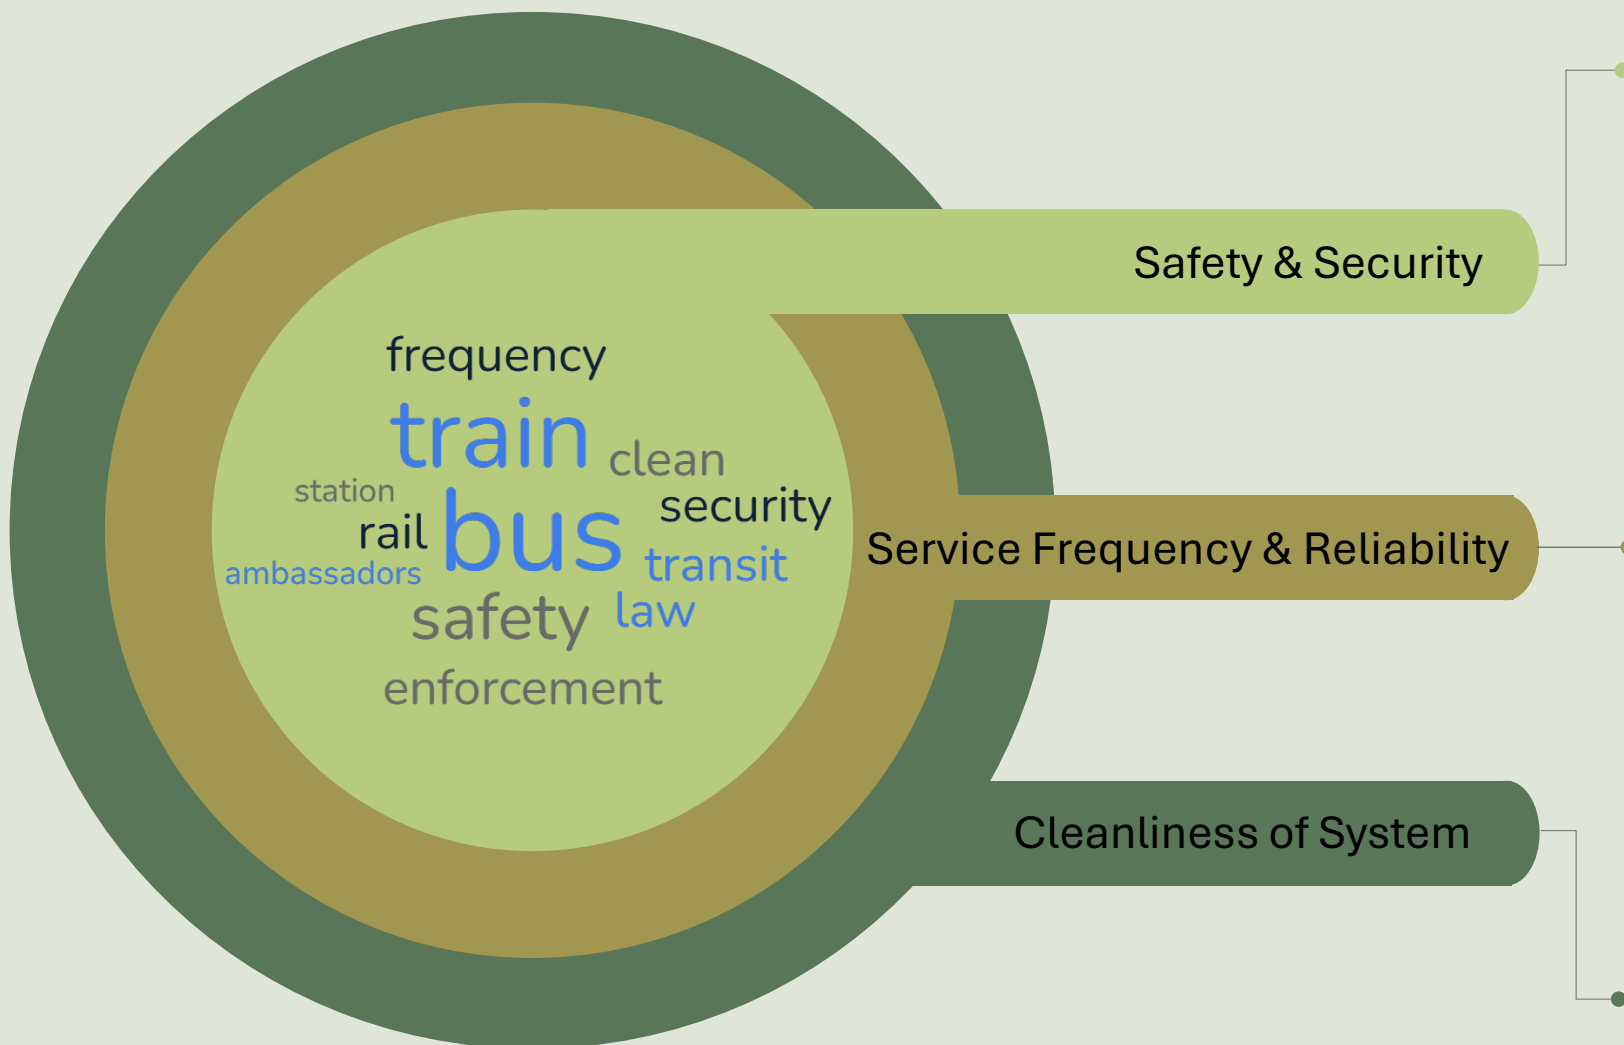 Safety & Security
frequency
train
clean
station
security
rail
bus
transit
ambassadors
safety
law
enforcement
Service Frequency & Reliability
Cleanliness of System